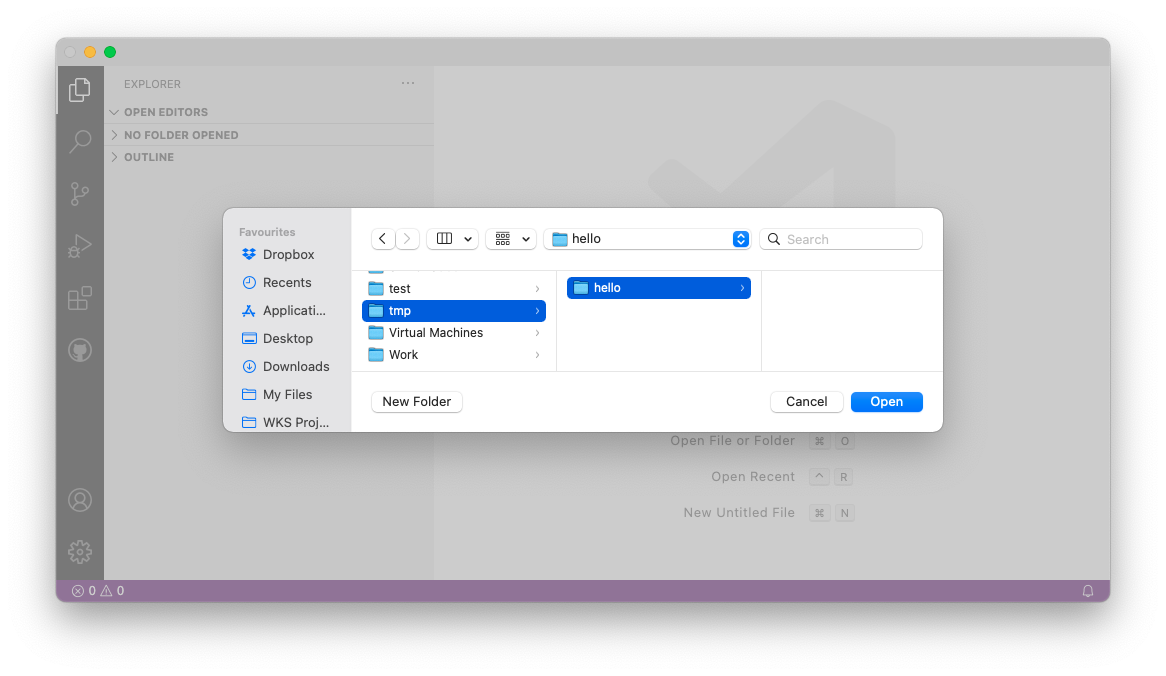 EXPLORER
OPEN EDITORS
NO FOLDER OPENED
OUTLINE
Favourites
Dropbox
Recents
Applicati...
Desktop
Downloads
My Files
WKS Proj...
hello
Search
test
tmp
Virtual Machines
Work
hello
New Folder
Cancel
Open
Open File or Folder ⌘ O
Open Recent ^ R
New Untitled File ⌘ N
0 0